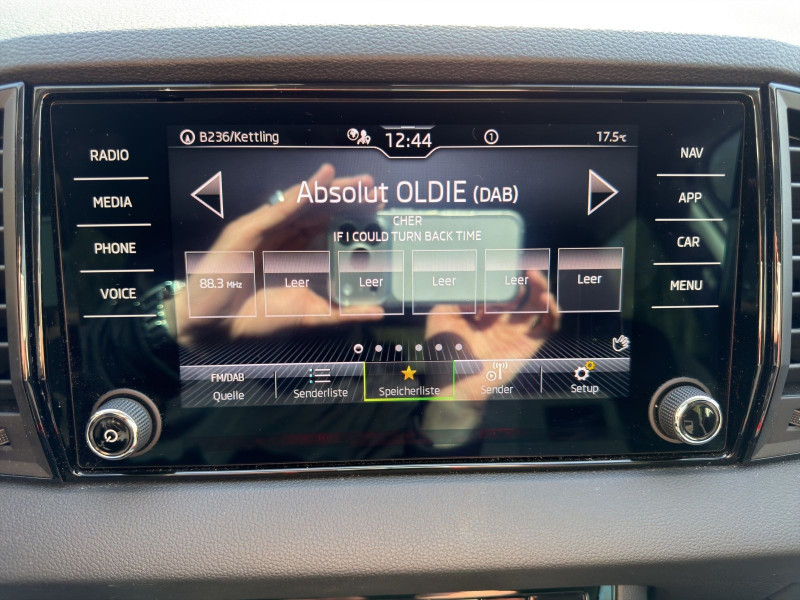 B236/Kettling
12:44
1
17.5°C
RADIO
MEDIA
PHONE
VOICE
Absolut OLDIE (DAB)
CHER
IF I COULD TURN BACK TIME
88.3 MHz
Leer
Leer
Leer
Leer
Leer
FM/DAB
Quelle
Senderliste
Speicherliste
Sender
Setup
NAV
APP
CAR
MENU